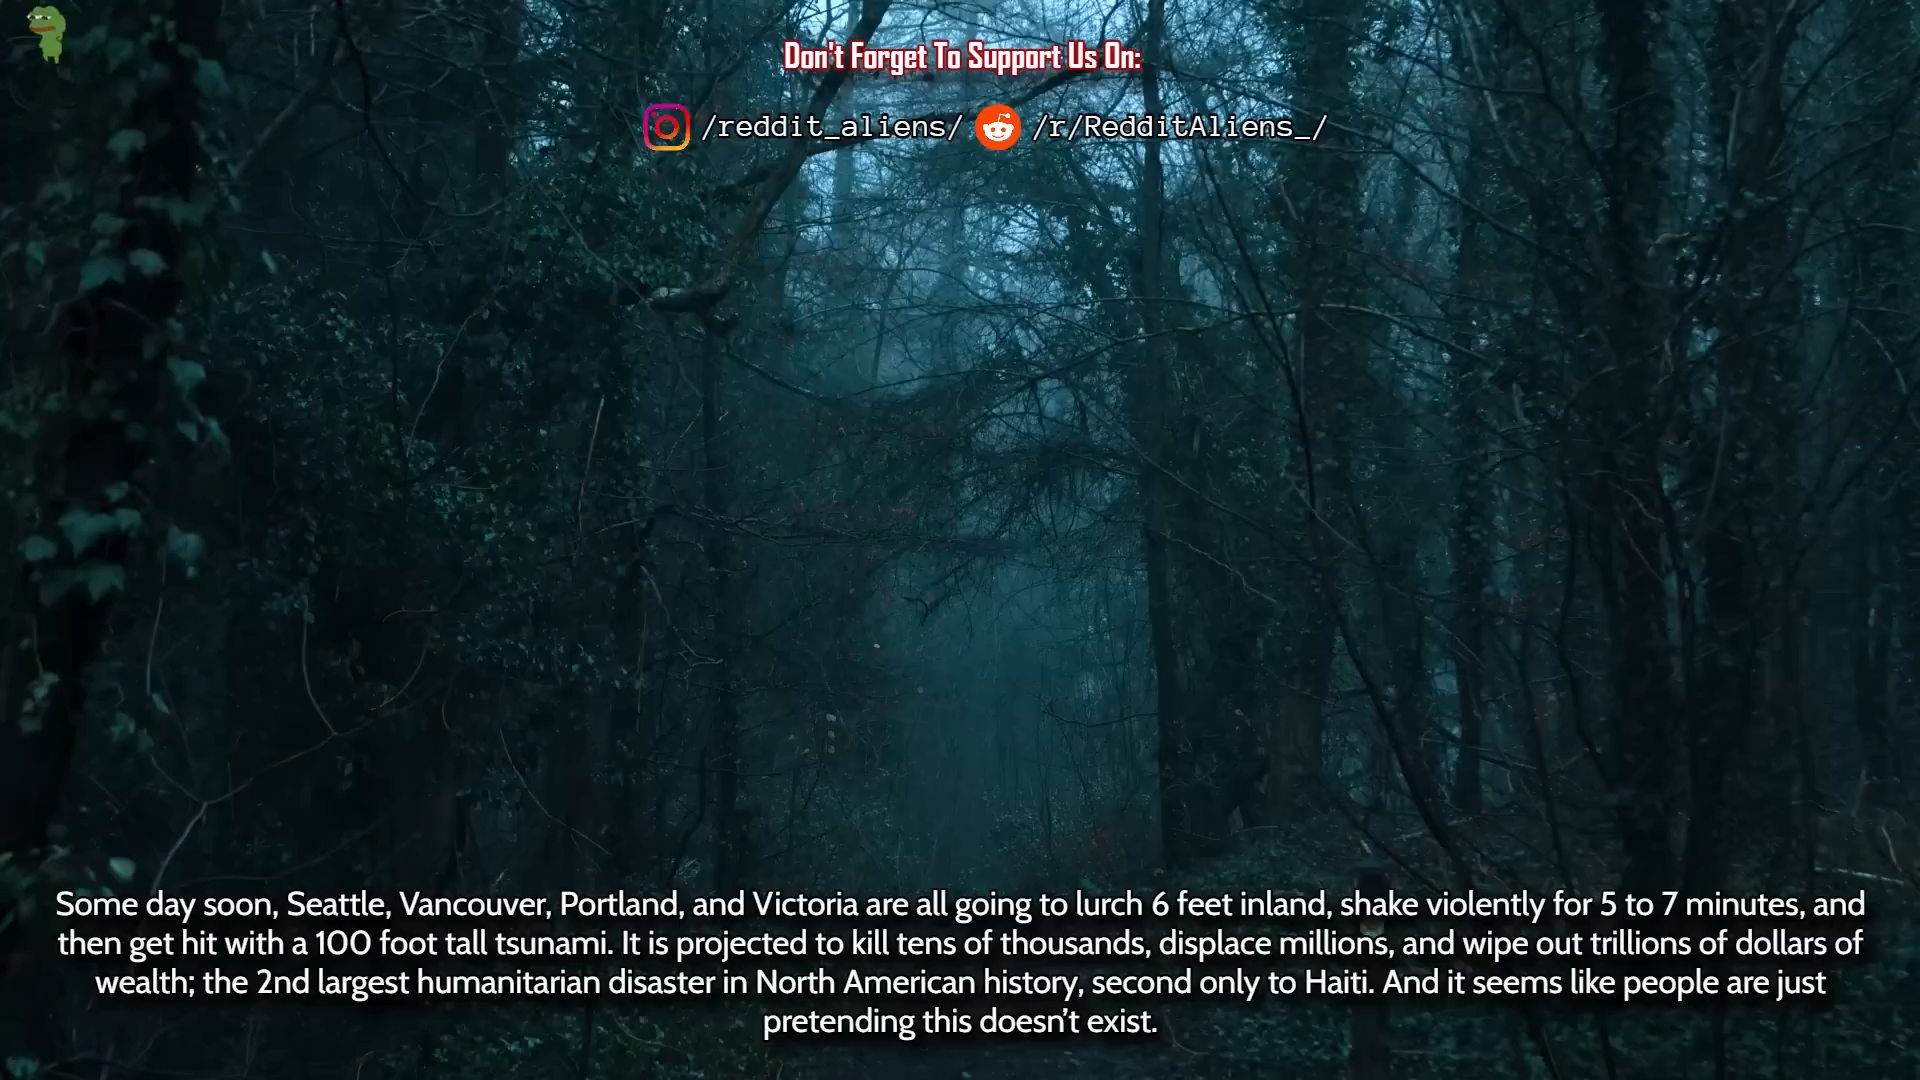 Don't Forget To Support Us On:
/reddit_aliens/ /r/RedditAliens_/
Some day soon, Seattle, Vancouver, Portland, and Victoria are all going to lurch 6 feet inland, shake violently for 5 to 7 minutes, and
then get hit with a 100 foot tall tsunami. It is projected to kill tens of thousands, displace millions, and wipe out trillions of dollars of
wealth; the 2nd largest humanitarian disaster in North American history, second only to Haiti. And it seems like people are just
pretending this doesn’t exist.